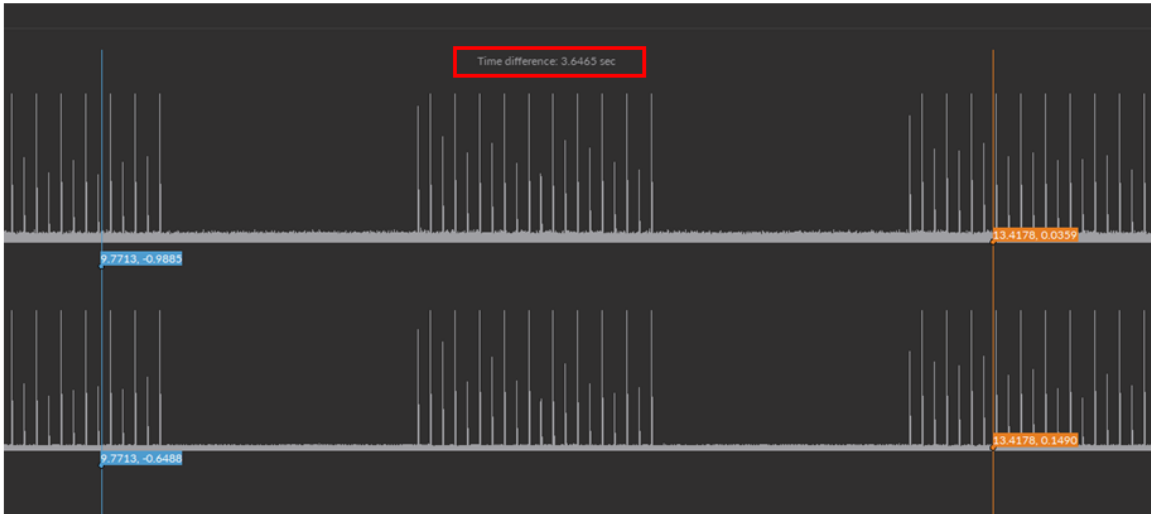 Time difference: 3.6465 sec
13.4178, 0.0359
9.7713, -0.9885
13.4178, 0.1490
9.7713, -0.6488